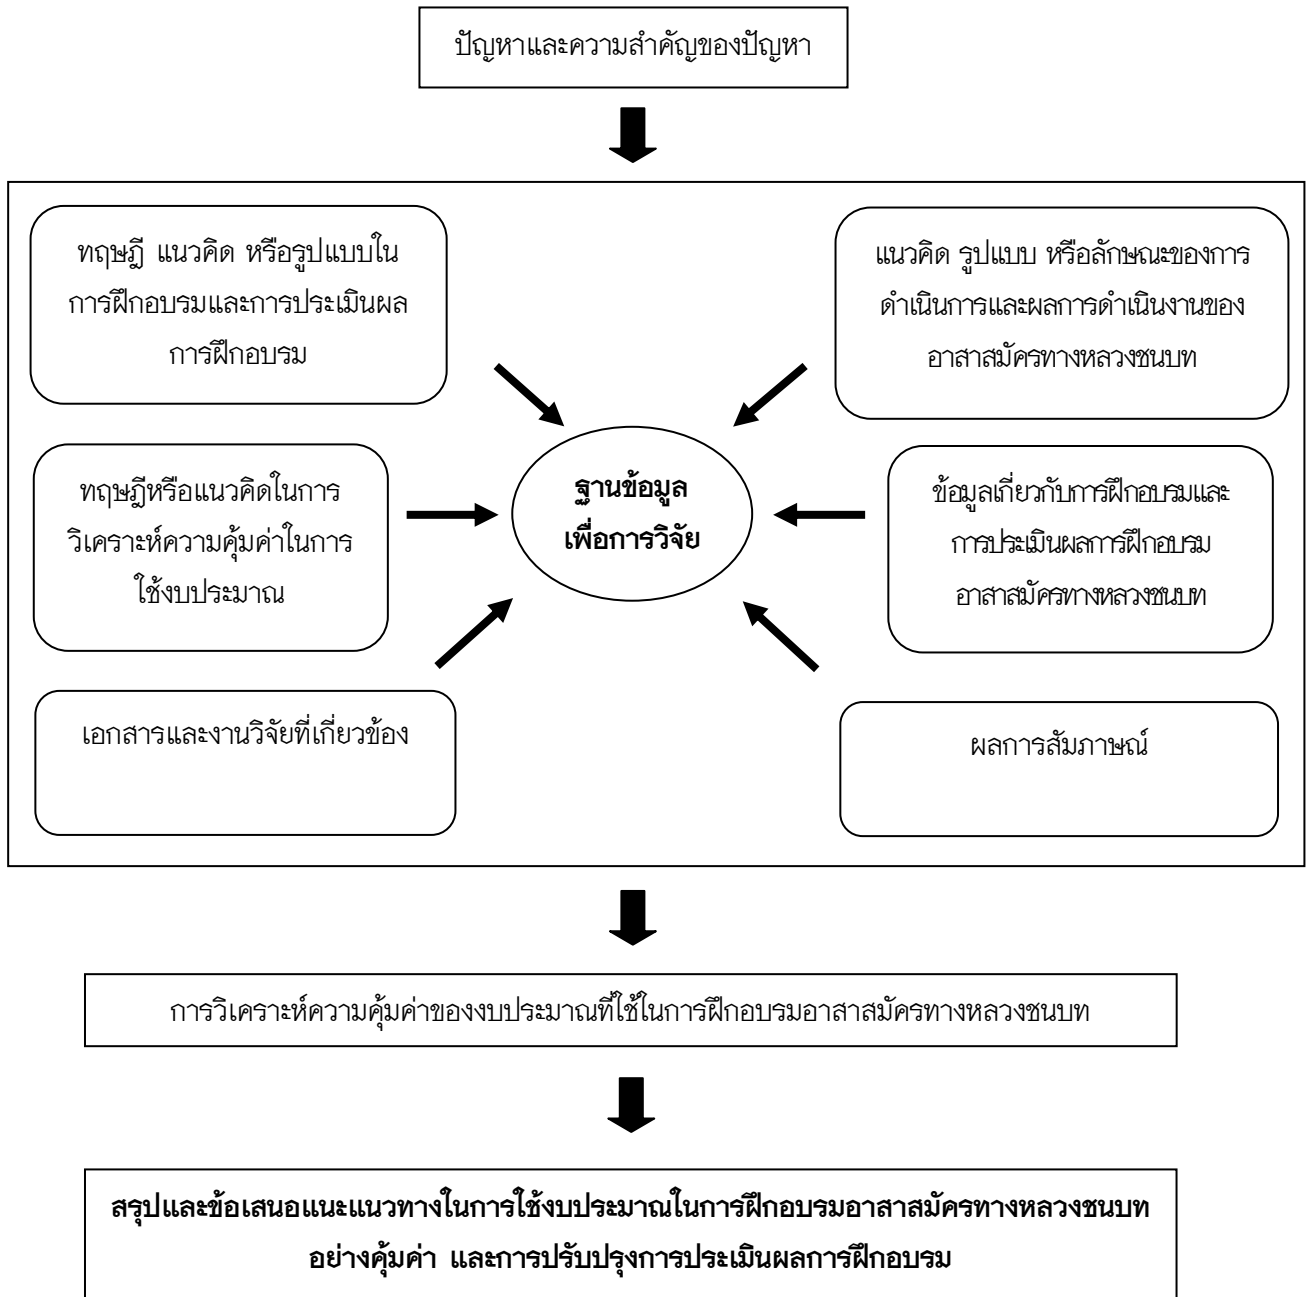 ปัญหาและความสำคัญของปัญหา
ทฤษฎี แนวคิด หรือรูปแบบใน
การฝึกอบรมและการประเมินผล
การฝึกอบรม
แนวคิด รูปแบบ หรือลักษณะของการ
ดำเนินการและผลการดำเนินงานของ
อาสาสมัครทางหลวงชนบท
ทฤษฎีหรือแนวคิดในการ
วิเคราะห์ความคุ้มค่าในการ
ใช้งบประมาณ
ฐานข้อมูล
เพื่อการวิจัย
ข้อมูลเกี่ยวกับการฝึกอบรมและ
การประเมินผลการฝึกอบรม
อาสาสมัครทางหลวงชนบท
เอกสารและงานวิจัยที่เกี่ยวข้อง
ผลการสัมภาษณ์
การวิเคราะห์ความคุ้มค่าของงบประมาณที่ใช้ในการฝึกอบรมอาสาสมัครทางหลวงชนบท
สรุปและข้อเสนอแนะแนวทางในการใช้งบประมาณในการฝึกอบรมอาสาสมัครทางหลวงชนบท
อย่างคุ้มค่า และการปรับปรุงการประเมินผลการฝึกอบรม